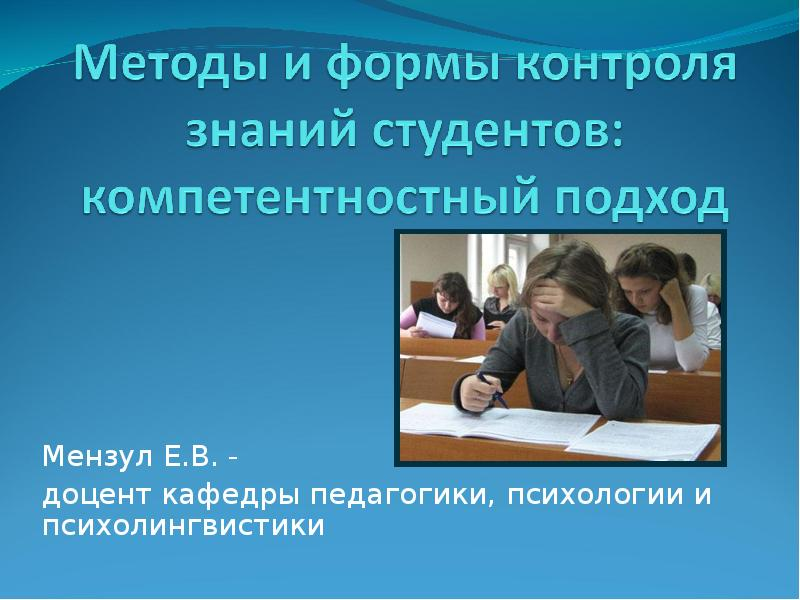 Методы и формы контроля
знаний студентов:
компетентностный подход
Мензул Е.В. -
доцент кафедры педагогики, психологии и
психолингвистики